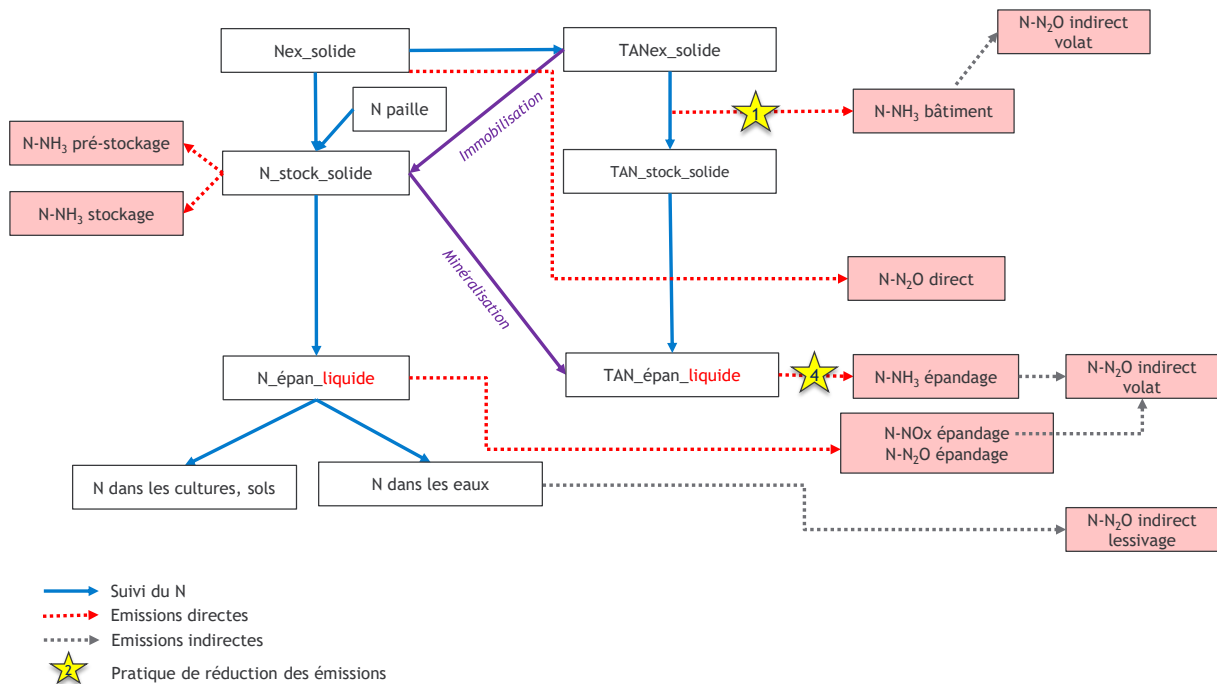 N-N₂O indirect
volat
Nex_solide
TANex_solide
N paille
Immobilisation
1
N-NH₃ bâtiment
N-NH₃ pré-stockage
N_stock_solide
TAN_stock_solide
N-NH₃ stockage
Minéralisation
N-N₂O direct
N_épan_liquide
TAN_épan_liquide
4
N-NH₃ épandage
N-N₂O indirect
volat
N-NOx épandage
N-N₂O épandage
N dans les cultures, sols
N dans les eaux
N-N₂O indirect
lessivage
Suivi du N
Emissions directes
Emissions indirectes
2
Pratique de réduction des émissions